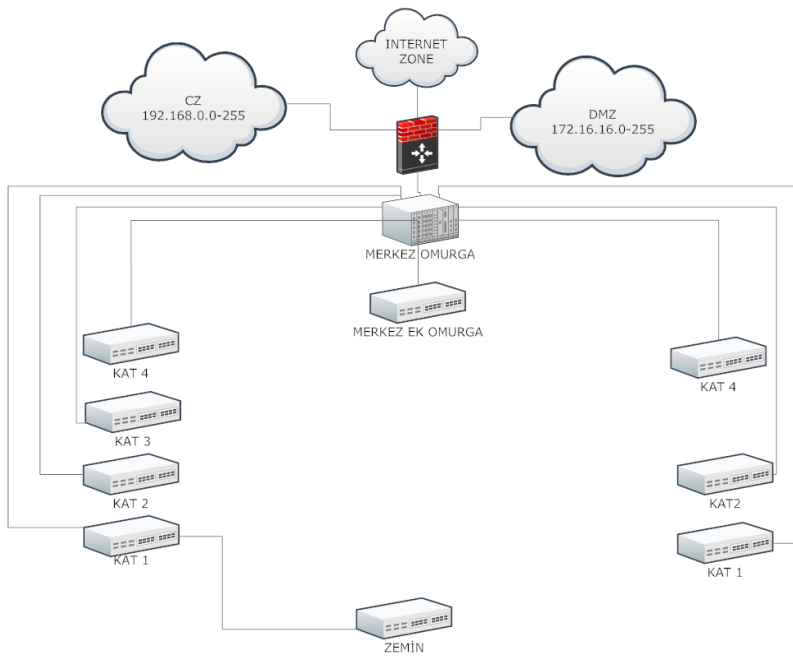 INTERNET
ZONE
CZ
192.168.0.0-255
DMZ
172.16.16.0-255
MERKEZ OMURGA
MERKEZ EK OMURGA
KAT 4
KAT 4
KAT 3
KAT 2
KAT2
KAT 1
KAT 1
ZEMİN